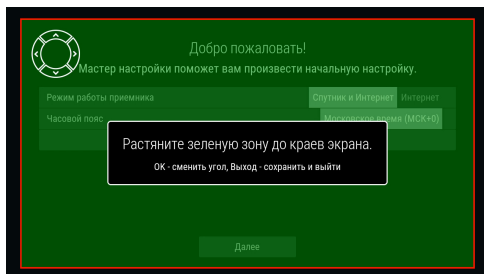 Добро пожаловать!
Мастер настройки поможет вам произвести начальную настройку.
Режим работы приемника Спутник и Интернет Интернет
Часовой пояс Московское время (МСК+0)
Растяните зеленую зону до краев экрана.
ОК - сменить угол, Выход - сохранить и выйти
Далее